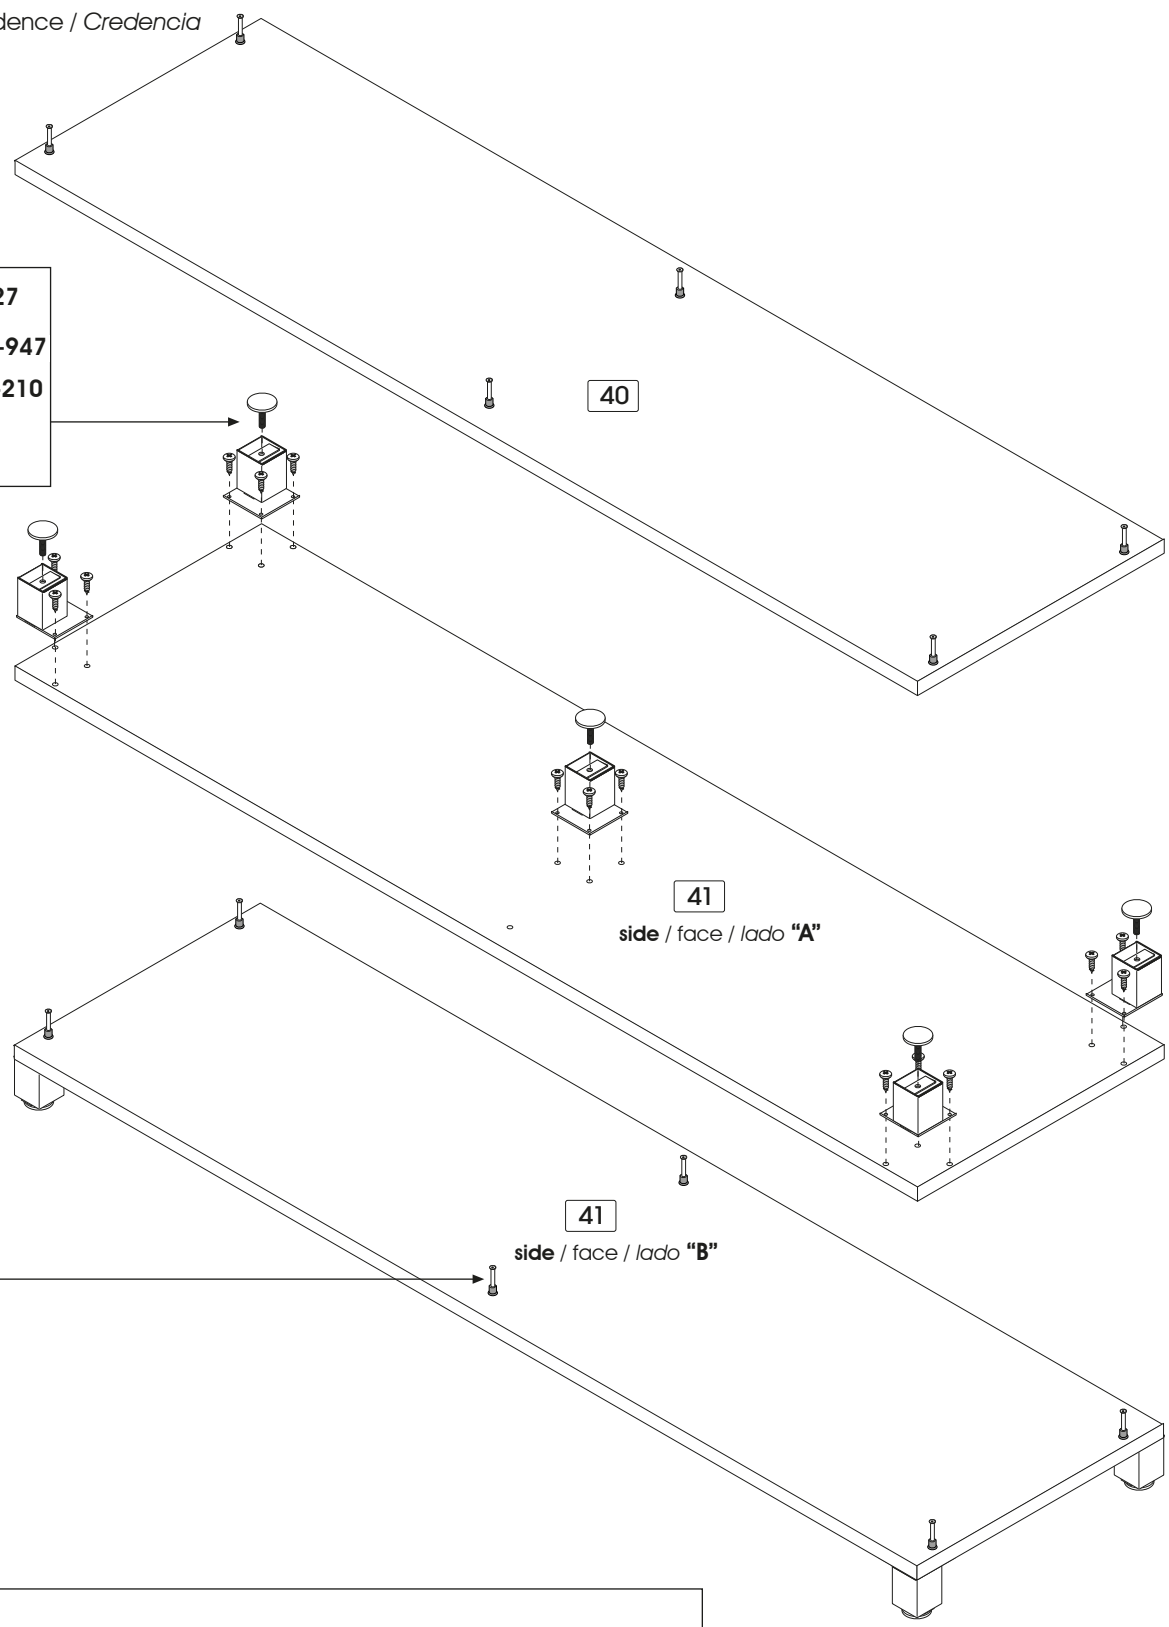 dence / Credencia
27
-947
210
40
41
side / face / lado “A”
41
side / face / lado “B”